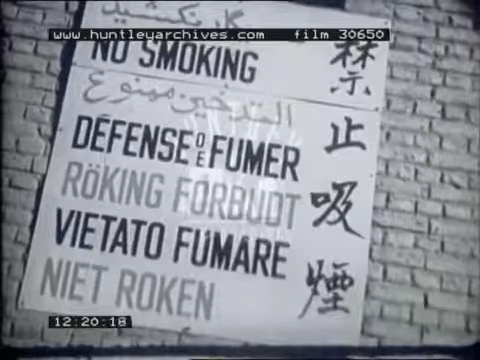 www.huntleyarchives.com film 30650
نكشيد
NO SMOKING
التدخين ممنوع
DÉFENSE DE FUMER
RÖKING FORBUDT
VIETATO FUMARE
NIET ROKEN
禁止吸煙
12:20:18